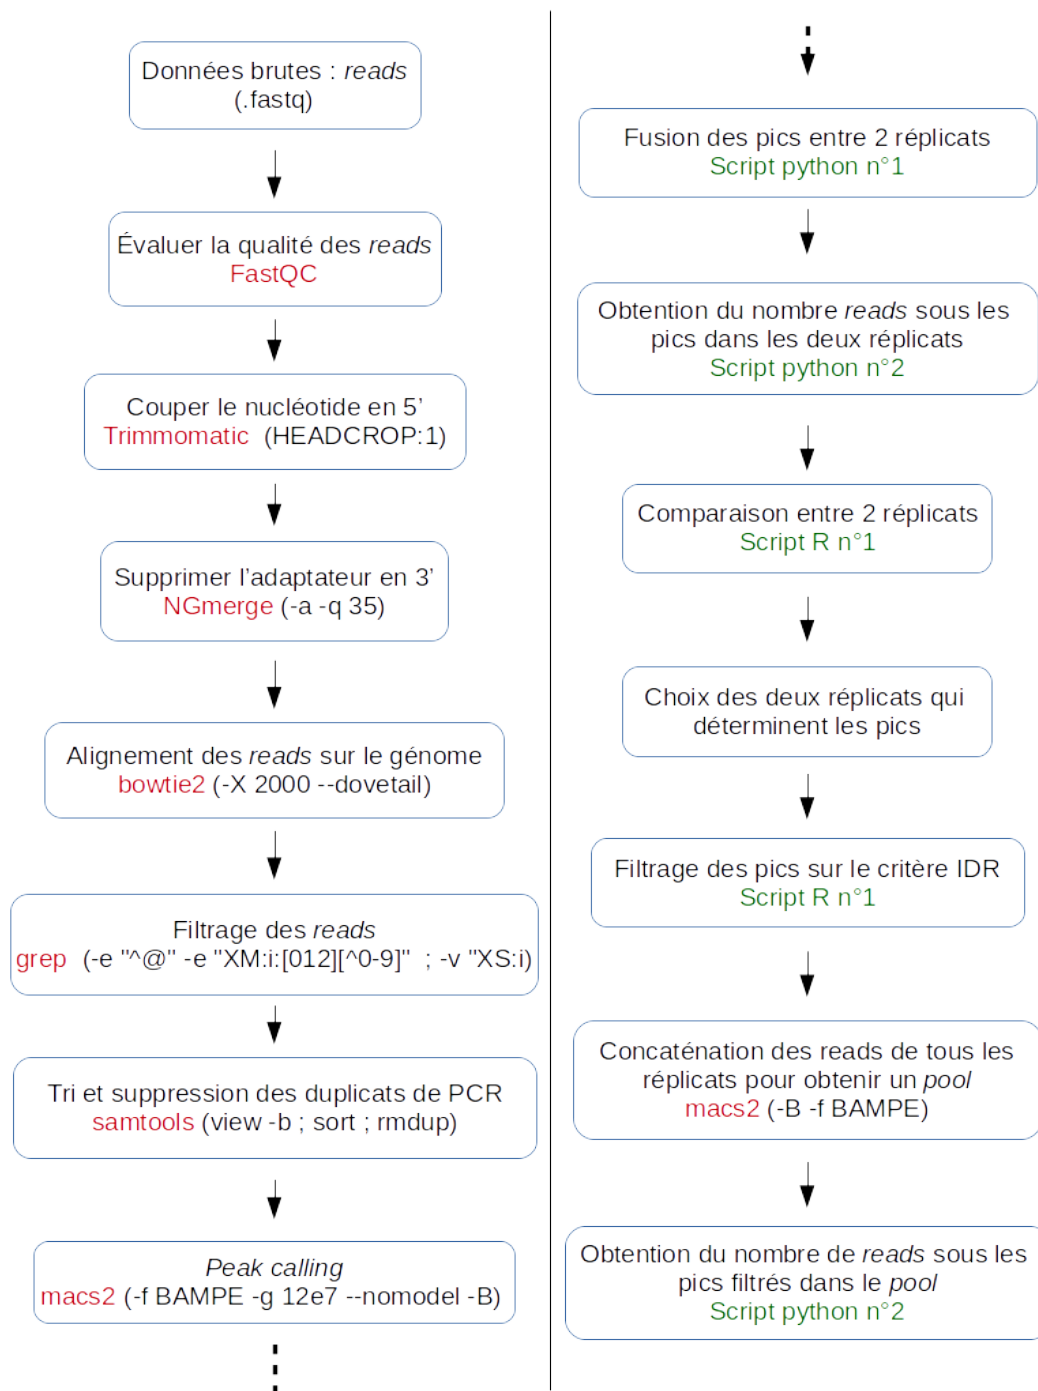 Données brutes : reads
(.fastq)
Évaluer la qualité des reads
FastQC
Couper le nucléotide en 5’
Trimmomatic (HEADCROP:1)
Supprimer l’adaptateur en 3’
NGmerge (-a -q 35)
Alignement des reads sur le génome
bowtie2 (-X 2000 --dovetail)
Filtrage des reads
grep (-e "^@" -e "XM:i:[012][^0-9]" ; -v "XS:i)
Tri et suppression des duplicats de PCR
samtools (view -b ; sort ; rmdup)
Peak calling
macs2 (-f BAMPE -g 12e7 --nomodel -B)
Fusion des pics entre 2 réplicats
Script python n°1
Obtention du nombre reads sous les
pics dans les deux réplicats
Script python n°2
Comparaison entre 2 réplicats
Script R n°1
Choix des deux réplicats qui
déterminent les pics
Filtrage des pics sur le critère IDR
Script R n°1
Concaténation des reads de tous les
réplicats pour obtenir un pool
macs2 (-B -f BAMPE)
Obtention du nombre de reads sous les
pics filtrés dans le pool
Script python n°2